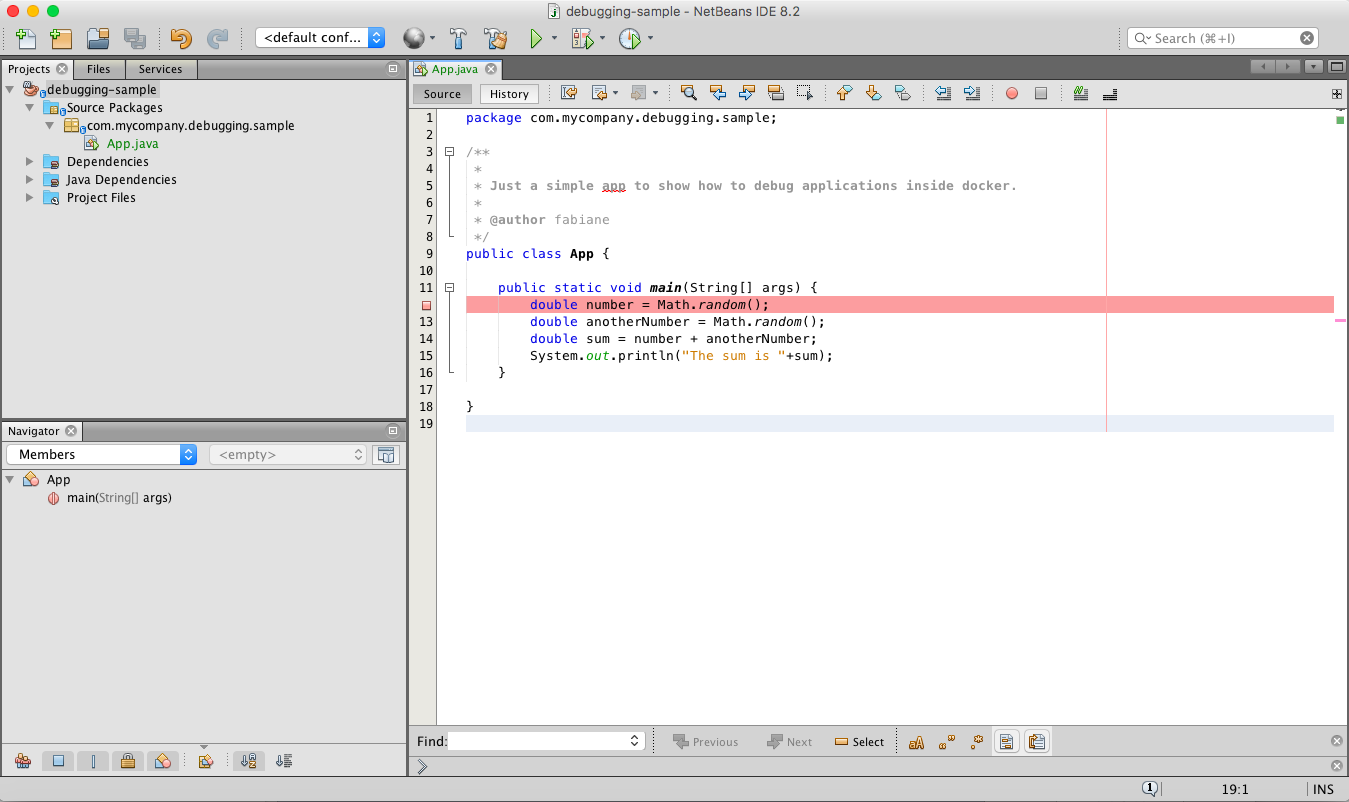 debugging-sample - NetBeans IDE 8.2
<default conf...
Search (⌘+I)
Projects Files Services
debugging-sample
Source Packages
com.mycompany.debugging.sample
App.java
Dependencies
Java Dependencies
Project Files
Navigator
Members <empty>
App
main(String[] args)
App.java
Source History
1 package com.mycompany.debugging.sample;
2
3 /**
4 *
5 * Just a simple app to show how to debug applications inside docker.
6 *
7 * @author fabiane
8 */
9 public class App {
10
11 public static void main(String[] args) {
double number = Math.random();
13 double anotherNumber = Math.random();
14 double sum = number + anotherNumber;
15 System.out.println("The sum is "+sum);
16 }
17
18 }
19
Find: Previous Next Select aA
1 19:1 INS